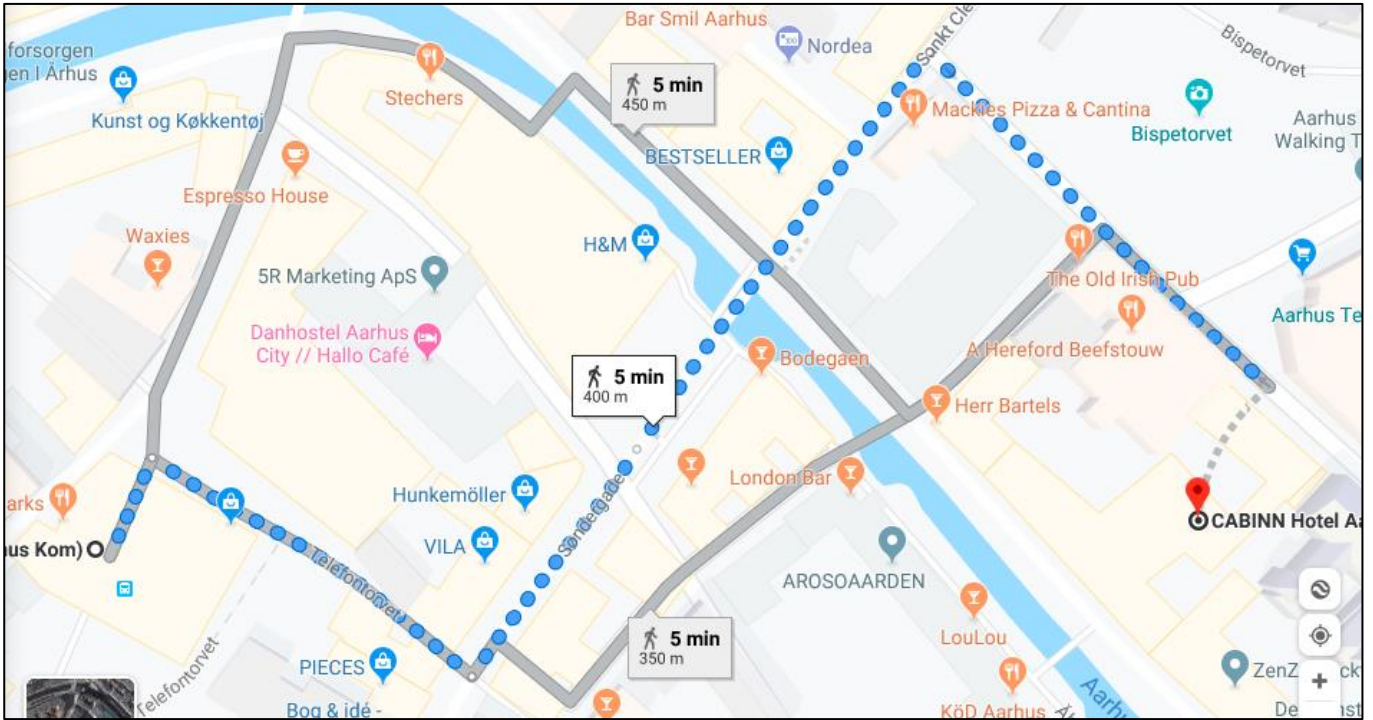 forsorgen
en I Århus
Kunst og Køkkentøj
Stechers
Bar Smil Aarhus
Nordea
Sankt Cle
Bispetorvet
5 min
450 m
Mackies Pizza & Cantina
Bispetorvet
Aarhus
Walking T
BESTSELLER
Espresso House
Waxies
H&M
5R Marketing ApS
The Old Irish Pub
Danhostel Aarhus
City // Hallo Café
Aarhus Te
Bodegaen
A Hereford Beefstouw
5 min
400 m
Herr Bartels
London Bar
arks
Hunkemöller
Søndergade
us Kom)
VILA
CABINN Hotel Aa
Telefontorvet
AROSOAARDEN
5 min
350 m
LouLou
PIECES
Telefontorvet
ZenZ
ck
Bog & idé -
KöD Aarhus
Aarhu
De
nst